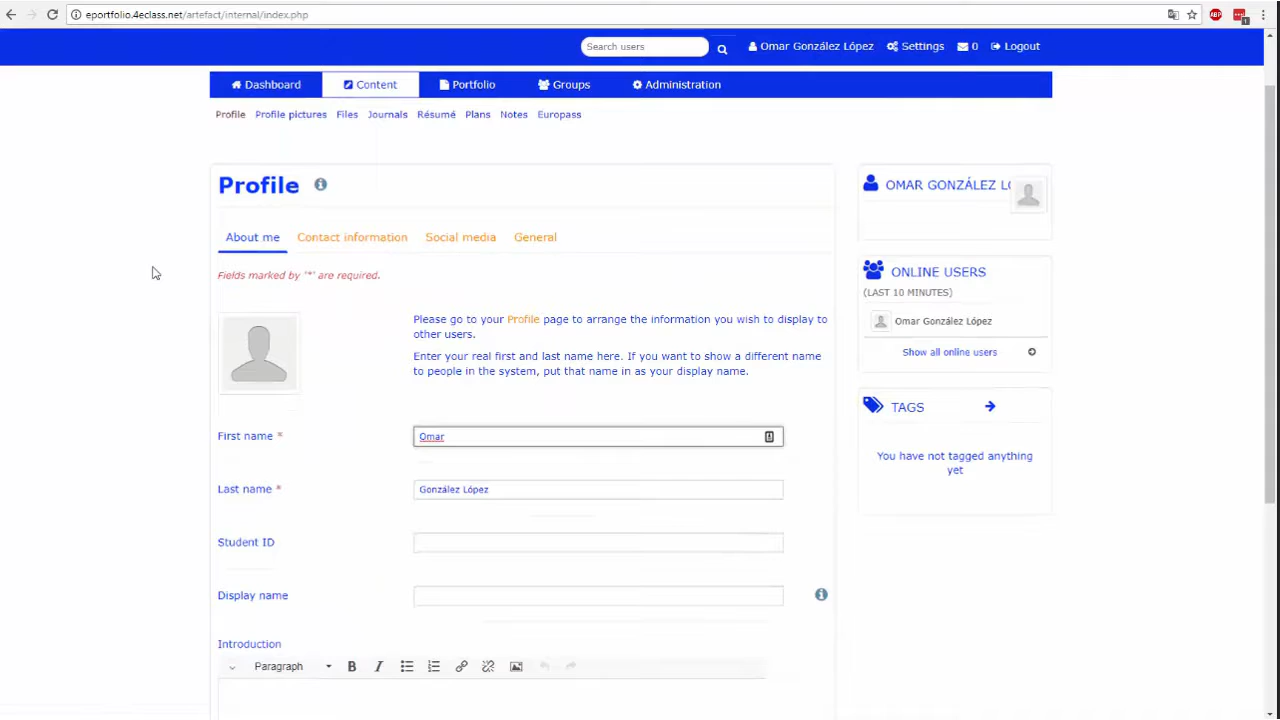 eportfolio.4eclass.net/artefact/internal/index.php
ABP
Search users
Omar González López
Settings
0
Logout
Dashboard
Content
Portfolio
Groups
Administration
Profile
Profile pictures
Files
Journals
Résumé
Plans
Notes
Europass
Profile
About me
Contact information
Social media
General
Fields marked by '*' are required.
Please go to your Profile page to arrange the information you wish to display to
other users.
Enter your real first and last name here. If you want to show a different name
to people in the system, put that name in as your display name.
First name *
Omar
Last name *
González López
Student ID
Display name
Introduction
Paragraph
B
I
OMAR GONZÁLEZ L
ONLINE USERS
(LAST 10 MINUTES)
Omar González López
Show all online users
TAGS
You have not tagged anything
yet